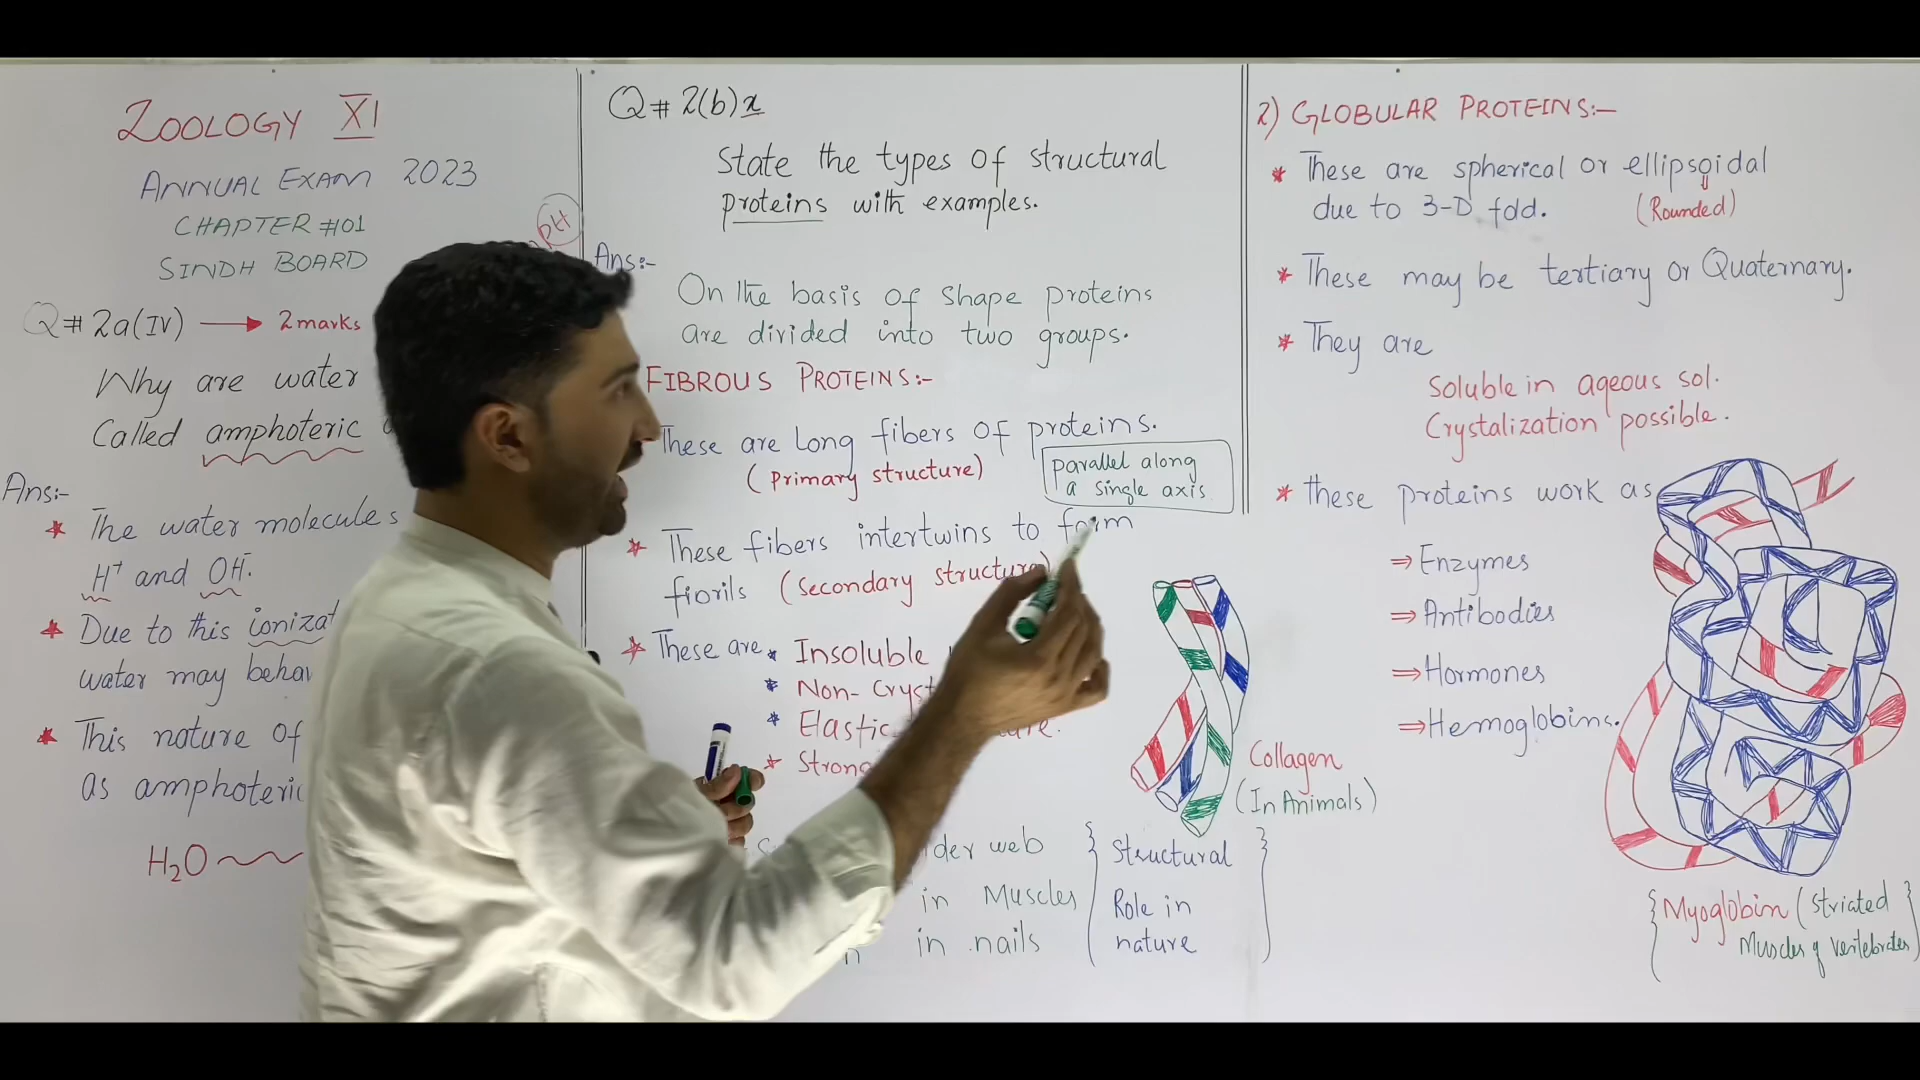 ZOOLOGY XI
ANNUAL EXAM 2023
CHAPTER #01
SINDH BOARD
PH
Q# 2a(IV) → 2 marks
Why are water
Called amphoteric
Ans:-
* The water molecules
H⁺ and OH⁻.
* Due to this
water may
* This nature of
as
H₂O
Q# 2(b)x
State the types of structural
proteins with examples.
Ans:-
On the basis of shape proteins
are divided into two groups.
FIBROUS PROTEINS:-
These are Long fibers of proteins.
(Primary structure)
parallel along
a single axis
* These fibers intertwins to form
fibrils (Secondary structure)
* These are * Insoluble
* Non-
* Elastic
*
web
in Muscles
in nails
{ Structural }
Role in
nature
Collagen
(In Animals)
2) GLOBULAR PROTEINS:-
* These are spherical or ellipsoidal
due to 3-D fold. (Rounded)
* These may be tertiary or Quaternary.
* They are
Soluble in aqeous sol.
Crystalization possible.
* these proteins work as
⇒ Enzymes
⇒ Antibodies
⇒ Hormones
⇒ Hemoglobins.
{ Myoglobin (Striated }
Muscles of vertebrates